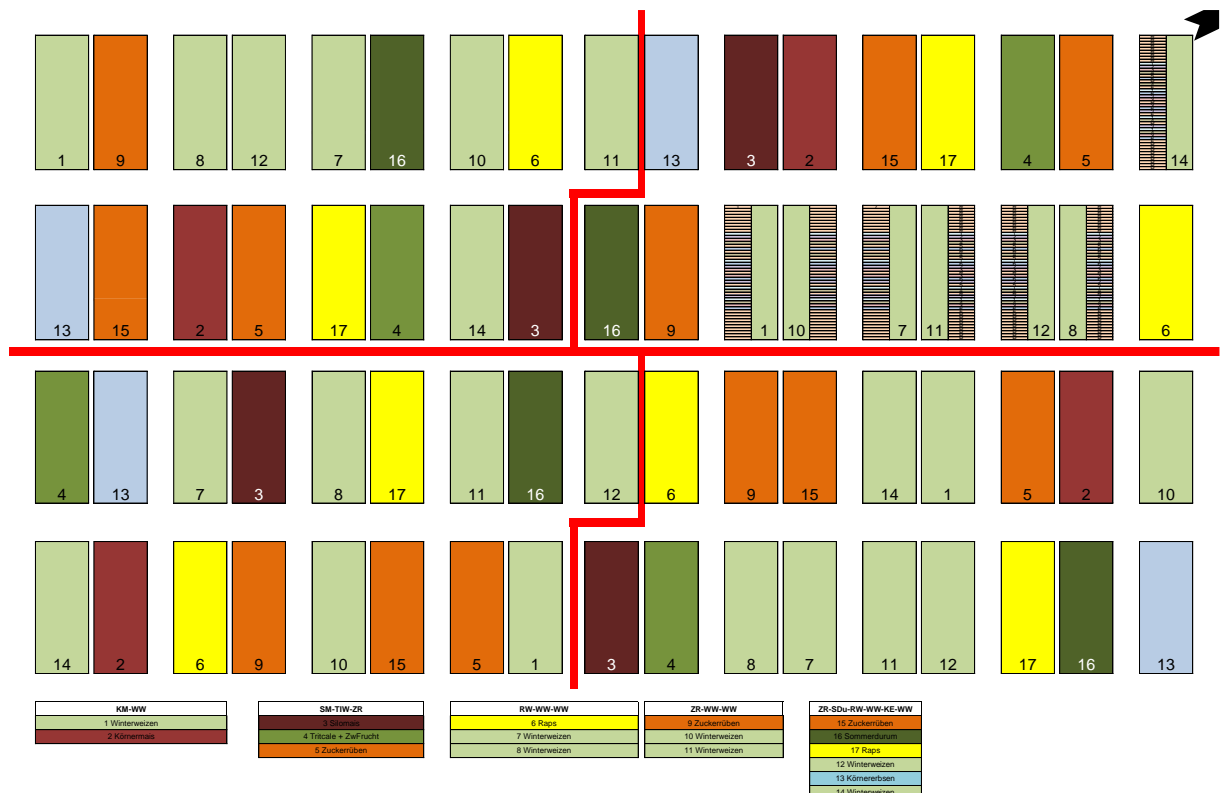 1 9 8 12 7 16 10 6 11 13 3 2 15 17 4 5 14
13 15 2 5 17 4 14 3 16 9 1 10 7 11 12 8 6
4 13 7 3 8 17 11 16 12 6 9 15 14 1 5 2 10
14 2 6 9 10 15 5 1 3 4 8 7 11 12 17 16 13
KM-WW
1 Winterweizen
2 Körnermais
SM-TIW-ZR
3 Silomais
4 Tritcale + ZwFrucht
5 Zuckerrüben
RW-WW-WW
6 Raps
7 Winterweizen
8 Winterweizen
ZR-WW-WW
9 Zuckerrüben
10 Winterweizen
11 Winterweizen
ZR-SDu-RW-WW-KE-WW
15 Zuckerrüben
16 Sommerdurum
17 Raps
12 Winterweizen
13 Körnererbsen
14 Winterweizen